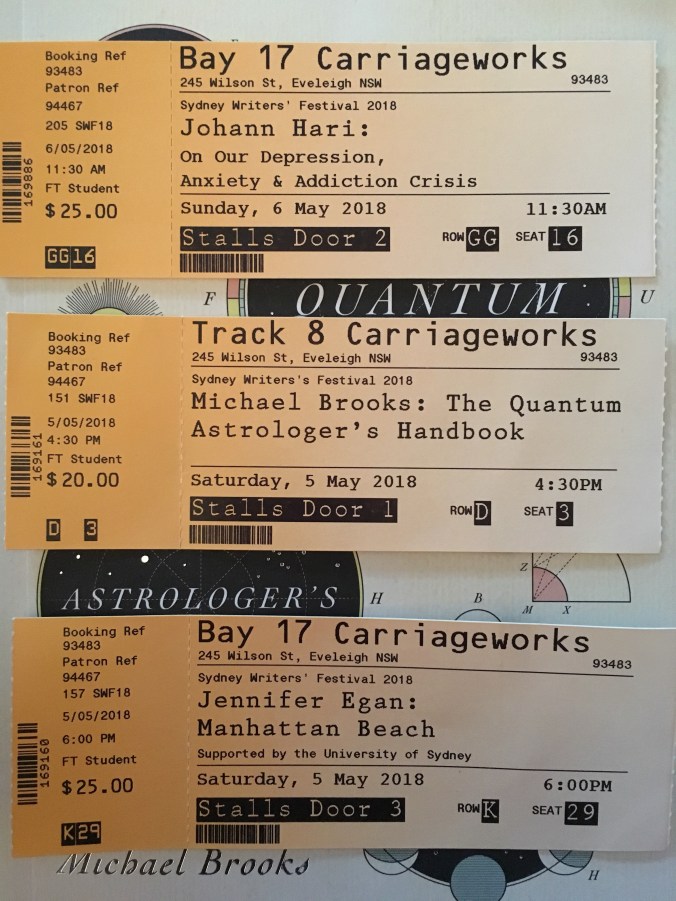 Booking Ref
93483
Patron Ref
94467
205 SWF18
6/05/2018
11:30 AM
FT Student
$25.00
GG 16
169886
Bay 17 Carriageworks
245 Wilson St, Eveleigh NSW
93483
Sydney Writers' Festival 2018
Johann Hari:
On Our Depression,
Anxiety & Addiction Crisis
Sunday, 6 May 2018 11:30AM
Stalls Door 2 ROW GG SEAT 16
F QUANTUM U
Booking Ref
93483
Patron Ref
94467
151 SWF18
5/05/2018
4:30 PM
FT Student
$20.00
D 3
169161
Track 8 Carriageworks
245 Wilson St, Eveleigh NSW
93483
Sydney Writers's Festival 2018
Michael Brooks: The Quantum
Astrologer's Handbook
Saturday, 5 May 2018 4:30PM
Stalls Door 1 ROW D SEAT 3
ASTROLOGER'S H B Z M X
Booking Ref
93483
Patron Ref
94467
157 SWF18
5/05/2018
6:00 PM
FT Student
$25.00
K29
169160
Bay 17 Carriageworks
245 Wilson St, Eveleigh NSW
93483
Sydney Writers' Festival 2018
Jennifer Egan:
Manhattan Beach
Supported by the University of Sydney
Saturday, 5 May 2018 6:00PM
Stalls Door 3 ROW K SEAT 29
Michael Brooks H